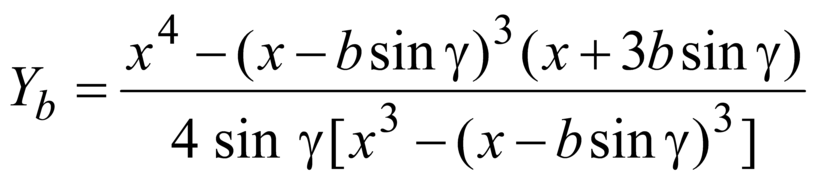 Y_b = \frac{x^4 - (x - b \sin \gamma)^3 (x + 3b \sin \gamma)}{4 \sin \gamma [x^3 - (x - b \sin \gamma)^3]}